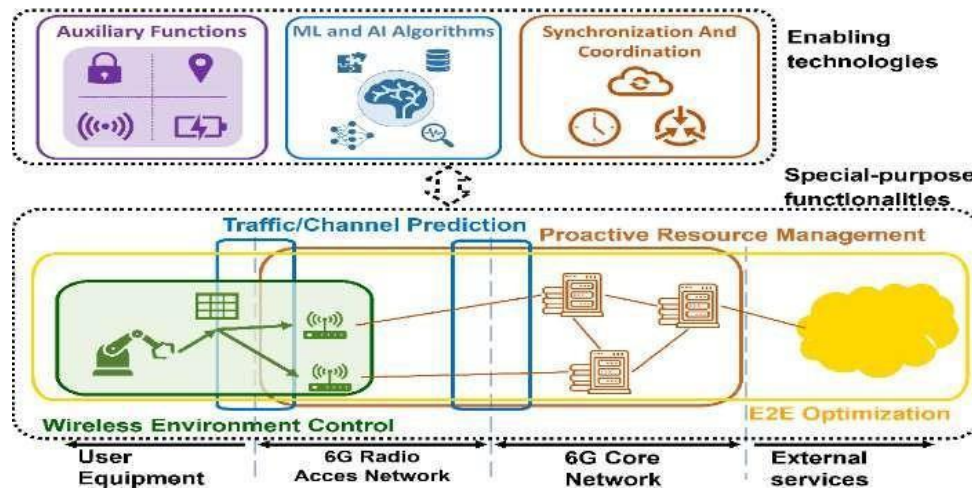 Auxiliary Functions
ML and AI Algorithms
Synchronization And
Coordination
Enabling
technologies
Special-purpose
functionalities
Traffic/Channel Prediction
Proactive Resource Management
Wireless Environment Control
E2E Optimization
User
Equipment
6G Radio
Acces Network
6G Core
Network
External
services